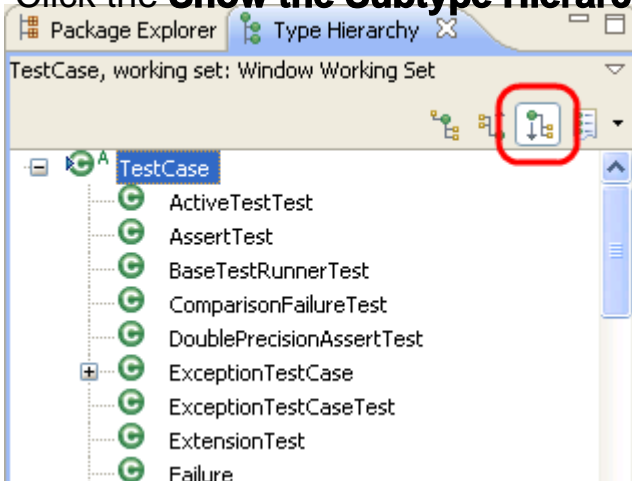 Click the Show the Subtype Hierarc
Package Explorer Type Hierarchy
TestCase, working set: Window Working Set
A TestCase
ActiveTestTest
AssertTest
BaseTestRunnerTest
ComparisonFailureTest
DoublePrecisionAssertTest
ExceptionTestCase
ExceptionTestCaseTest
ExtensionTest
Failure